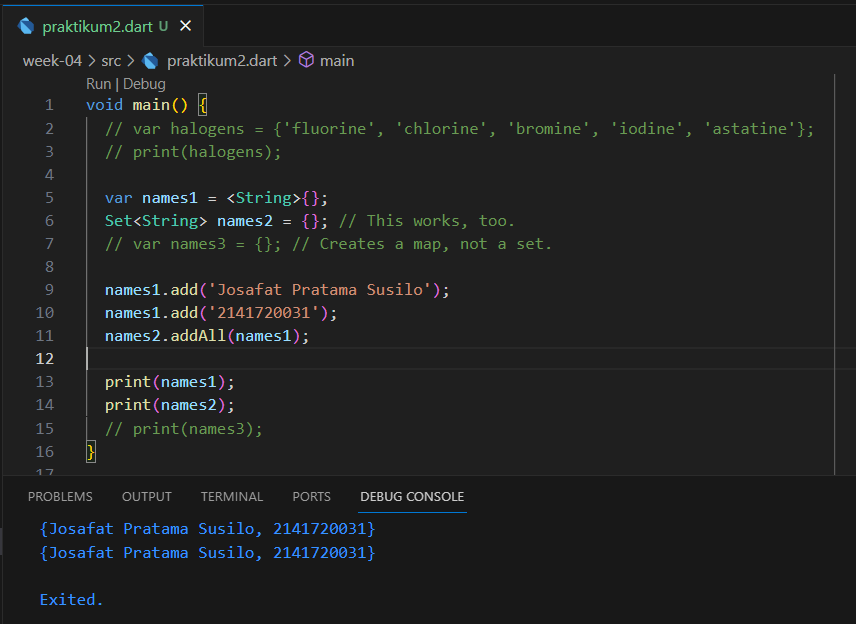 praktikum2.dart U ×
week-04 > src > praktikum2.dart > main
Run | Debug
1 void main() {
2 // var halogens = {'fluorine', 'chlorine', 'bromine', 'iodine', 'astatine'};
3 // print(halogens);
4
5 var names1 = <String>{};
6 Set<String> names2 = {}; // This works, too.
7 // var names3 = {}; // Creates a map, not a set.
8
9 names1.add('Josafat Pratama Susilo');
10 names1.add('2141720031');
11 names2.addAll(names1);
12
13 print(names1);
14 print(names2);
15 // print(names3);
16 }
17
PROBLEMS OUTPUT TERMINAL PORTS DEBUG CONSOLE
{Josafat Pratama Susilo, 2141720031}
{Josafat Pratama Susilo, 2141720031}
Exited.